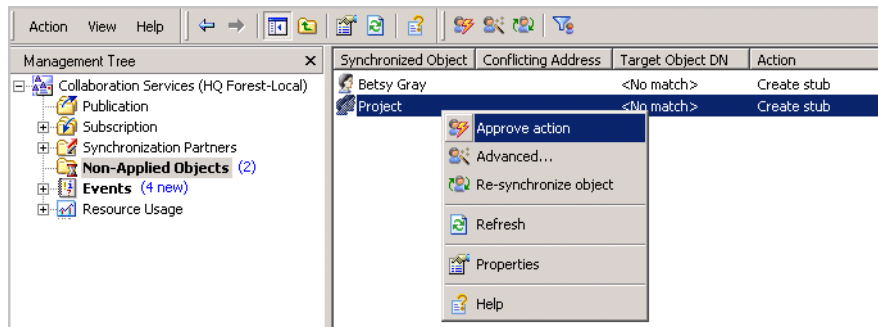 Action View Help
Management Tree
Synchronized Object Conflicting Address Target Object DN Action
Collaboration Services (HQ Forest-Local)
Betsy Gray <No match> Create stub
Publication
Project <No match> Create stub
Subscription
Approve action
Synchronization Partners
Advanced...
Non-Applied Objects (2)
Re-synchronize object
Events (4 new)
Resource Usage
Refresh
Properties
Help